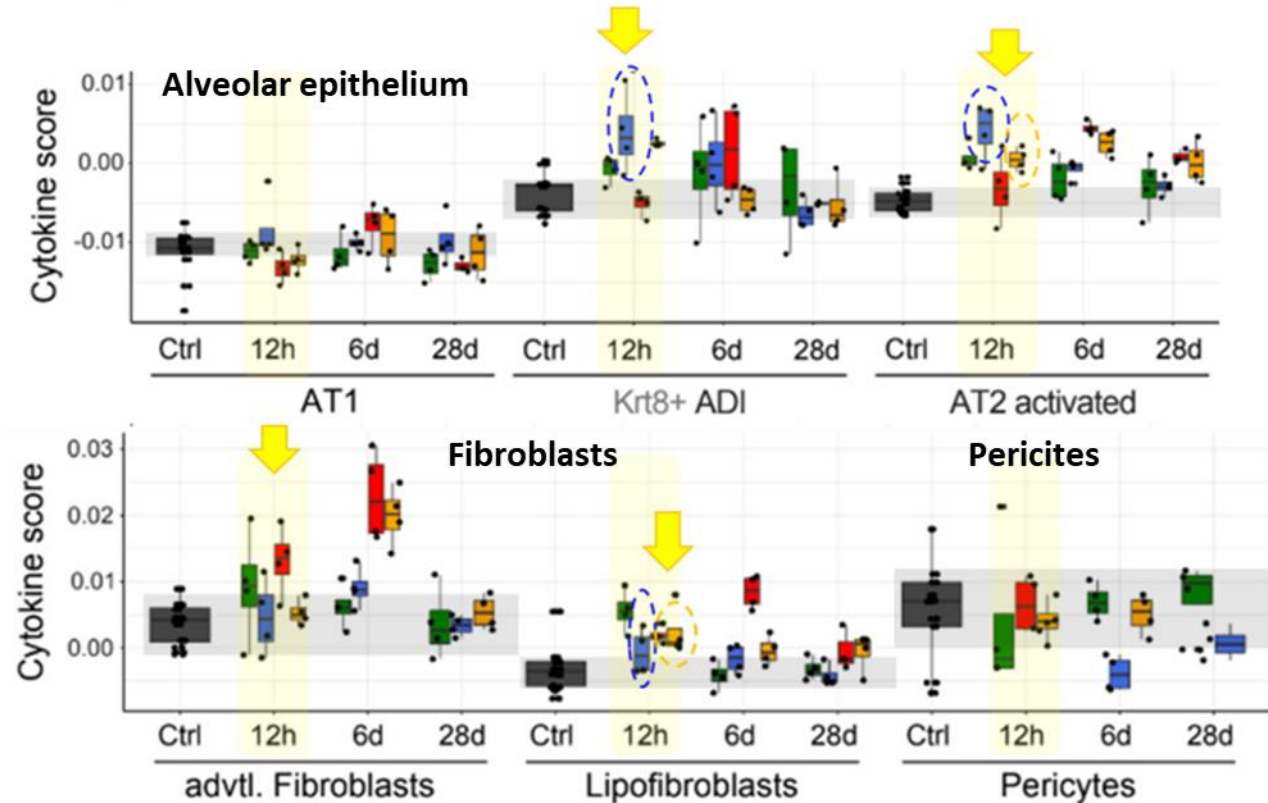 Alveolar epithelium
Cytokine score
0.01
0.00
-0.01
Ctrl 12h 6d 28d Ctrl 12h 6d 28d Ctrl 12h 6d 28d
AT1 Krt8+ ADI AT2 activated
Fibroblasts Pericites
Cytokine score
0.03
0.02
0.01
0.00
Ctrl 12h 6d 28d Ctrl 12h 6d 28d Ctrl 12h 6d 28d
advtl. Fibroblasts Lipofibroblasts Pericytes